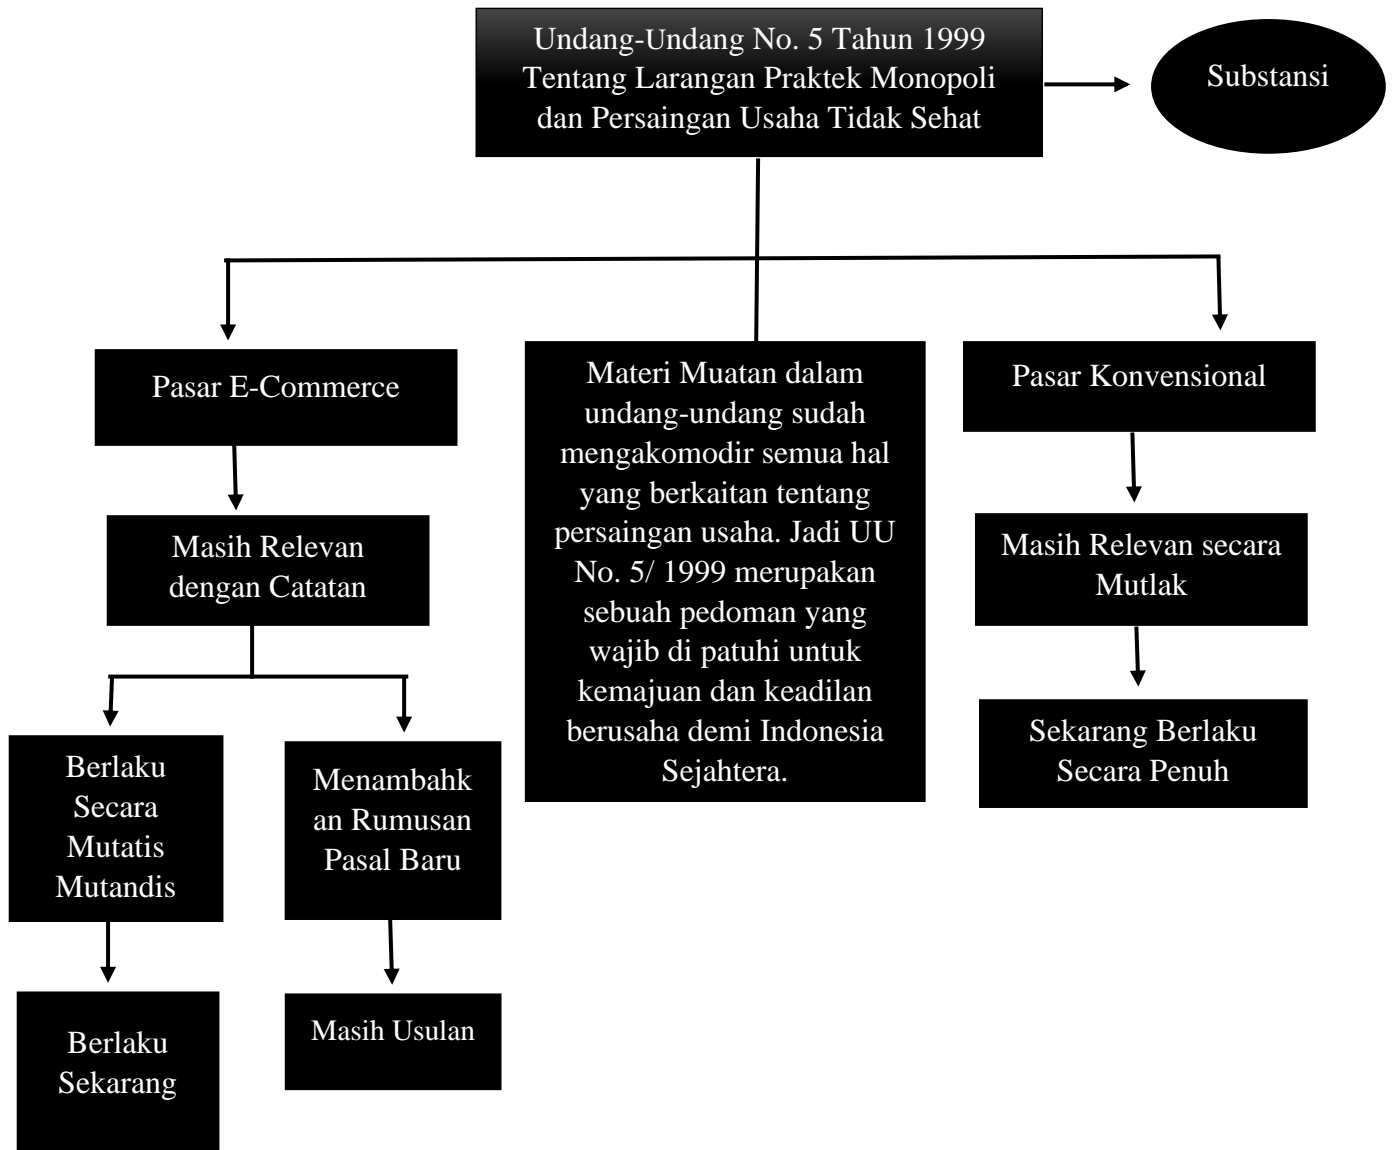 Undang-Undang No. 5 Tahun 1999
Tentang Larangan Praktek Monopoli
dan Persaingan Usaha Tidak Sehat
Substansi
Pasar E-Commerce
Materi Muatan dalam
undang-undang sudah
mengakomodir semua hal
yang berkaitan tentang
persaingan usaha. Jadi UU
No. 5/ 1999 merupakan
sebuah pedoman yang
wajib di patuhi untuk
kemajuan dan keadilan
berusaha demi Indonesia
Sejahtera.
Pasar Konvensional
Masih Relevan
dengan Catatan
Masih Relevan secara
Mutlak
Berlaku
Secara
Mutatis
Mutandis
Menambahk
an Rumusan
Pasal Baru
Sekarang Berlaku
Secara Penuh
Berlaku
Sekarang
Masih Usulan